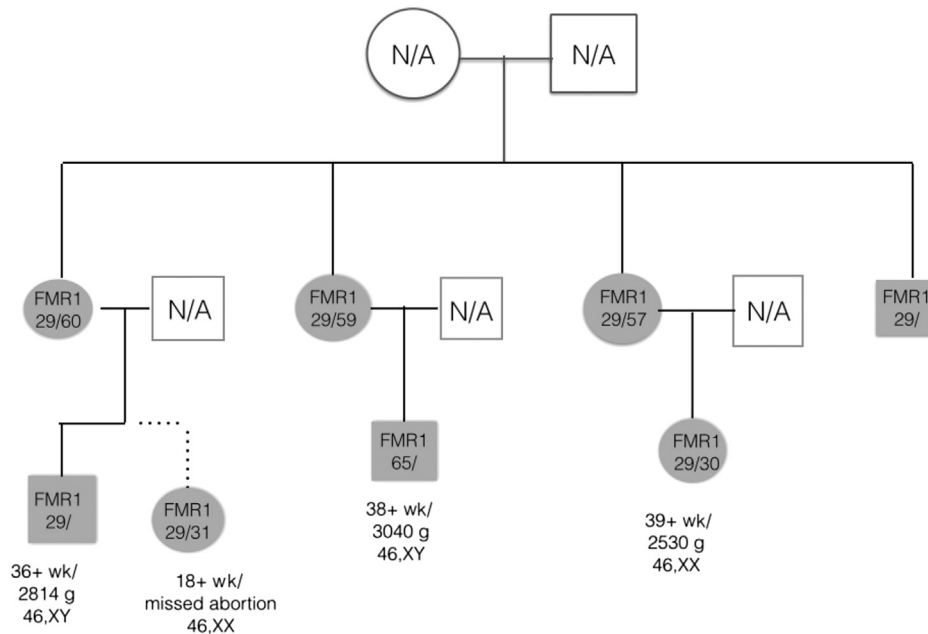 N/A
N/A
FMR1
29/60
N/A
FMR1
29/59
N/A
FMR1
29/57
N/A
FMR1
29/
FMR1
29/
36+ wk/
2814 g
46,XY
FMR1
29/31
18+ wk/
missed abortion
46,XX
FMR1
65/
38+ wk/
3040 g
46,XY
FMR1
29/30
39+ wk/
2530 g
46,XX